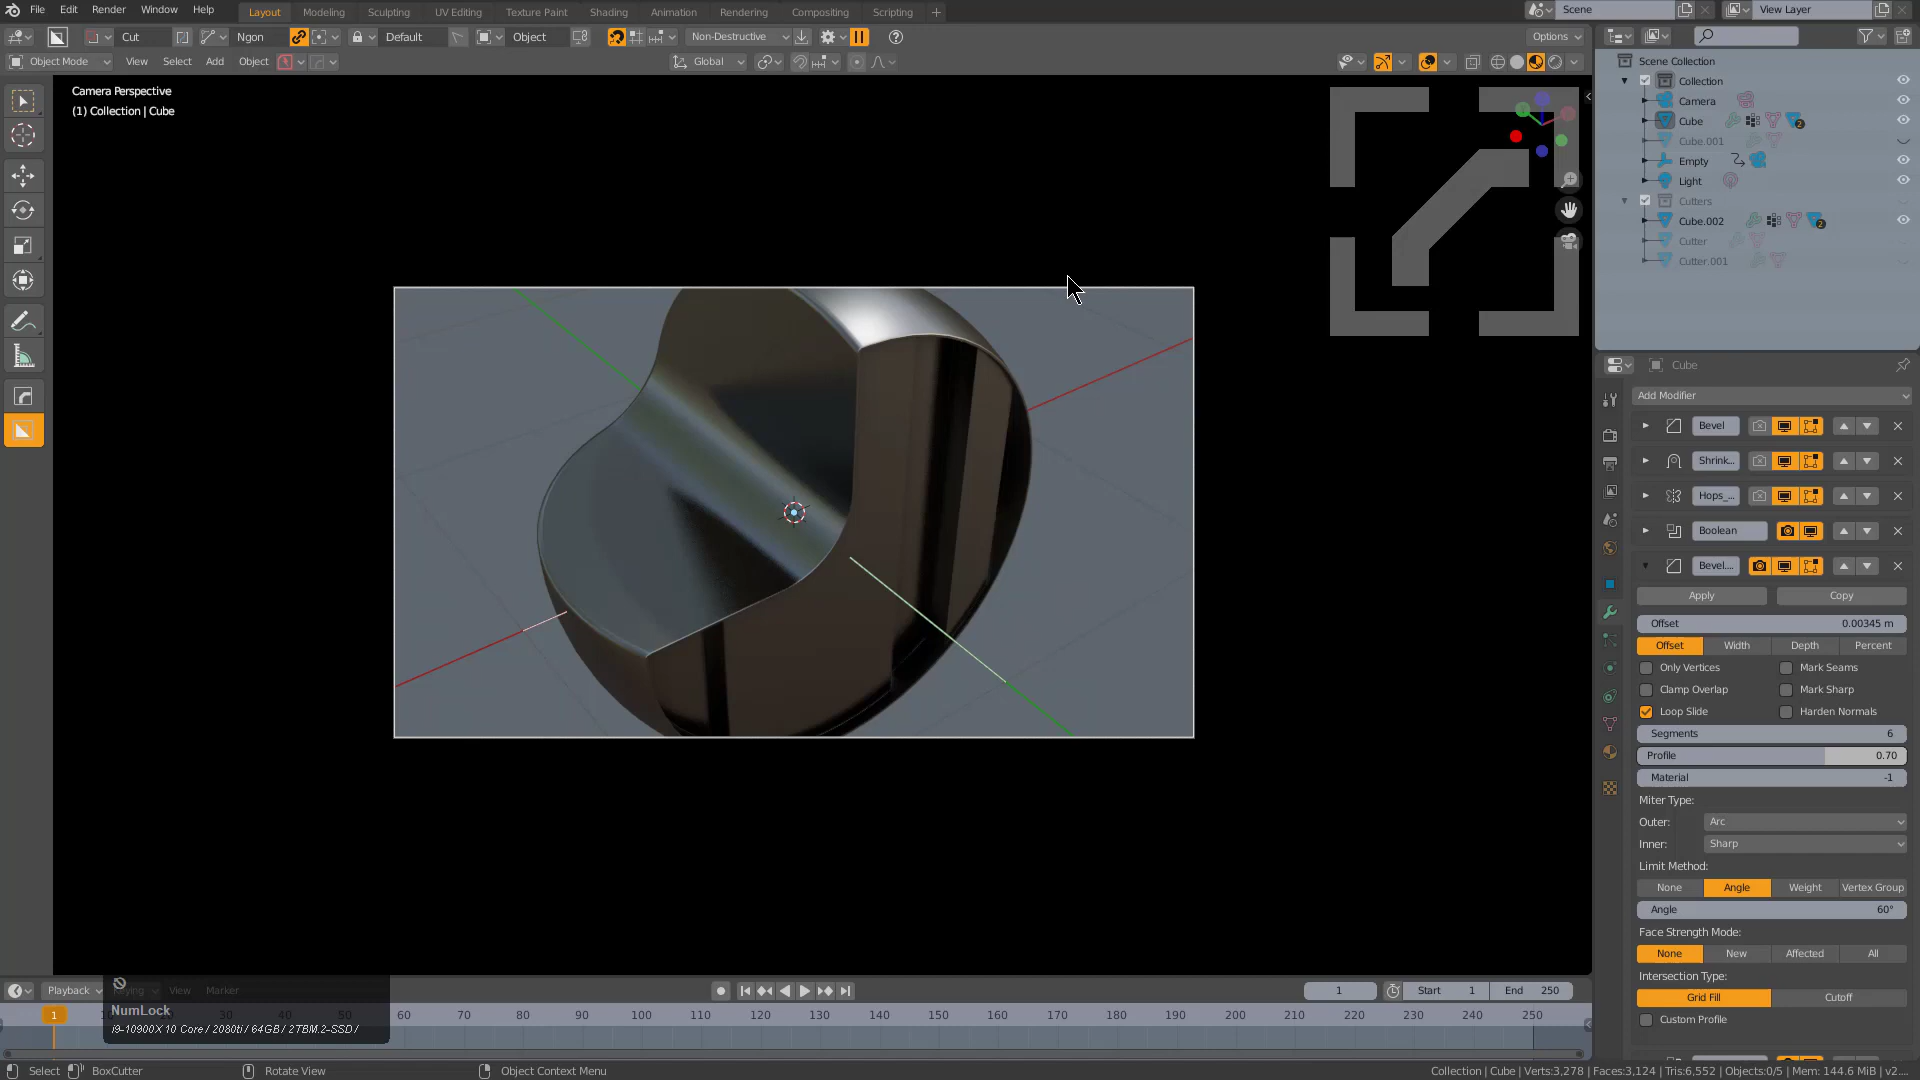 File Edit Render Window Help
Layout Modeling Sculpting UV Editing Texture Paint Shading Animation Rendering Compositing Scripting +
Scene View Layer
Cut Ngon Default Object Non-Destructive Options
Object Mode View Select Add Object Global
Camera Perspective
(1) Collection | Cube
Scene Collection
Collection
Camera
Cube 2
Cube.001
Empty
Light
Cutters
Cube.002 2
Cutter
Cutter.001
Cube
Add Modifier
Bevel
Shrink...
Hops_...
Boolean
Bevel....
Apply Copy
Offset 0.00345 m
Offset Width Depth Percent
Only Vertices Mark Seams
Clamp Overlap Mark Sharp
Loop Slide Harden Normals
Segments 6
Profile 0.70
Material -1
Miter Type:
Outer: Arc
Inner: Sharp
Limit Method:
None Angle Weight Vertex Group
Angle 60°
Face Strength Mode:
None New Affected All
Intersection Type:
Grid Fill Cutoff
Custom Profile
Playback Keying View Marker 1 Start 1 End 250
1 60 70 80 90 100 110 120 130 140 150 160 170 180 190 200 210 220 230 240 250
NumLock
i9-10900X 10 Core / 2080ti / 64GB / 2TBM.2-SSD /
Select BoxCutter Rotate View Object Context Menu Collection | Cube | Verts:3,278 | Faces:3,124 | Tris:6,552 | Objects:0/5 | Mem: 144.6 MiB | v2....